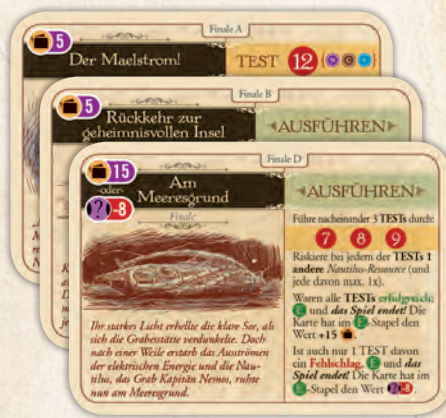 Finale A
5
Der Maelstrom!
TEST 12
Finale B
5
Rückkehr zur
geheimnisvollen Insel
AUSFÜHREN
Finale D
15
-oder-
? -8
Am
Meeresgrund
Finale
AUSFÜHREN
Ihr starkes Licht erhellte die klare See, als
sich die Grabesstätte verdunkelte. Doch
nach einer Weile erstarb das Ausströmen
der elektrischen Energie und die Nau-
tilus, das Grab Kapitän Nemos, ruhte
nun am Meeresgrund.
Führe nacheinander 3 TESTs durch:
7 8 9
Riskiere bei jedem der TESTs 1
andere Nautilus-Ressource (und
jede davon max. 1x).
Waren alle TESTs erfolgreich:
E und das Spiel endet! Die
Karte hat im E-Stapel den
Wert +15
Ist auch nur 1 TEST davon
ein Fehlschlag, E und das
Spiel endet! Die Karte hat im
E-Stapel den Wert ? -8